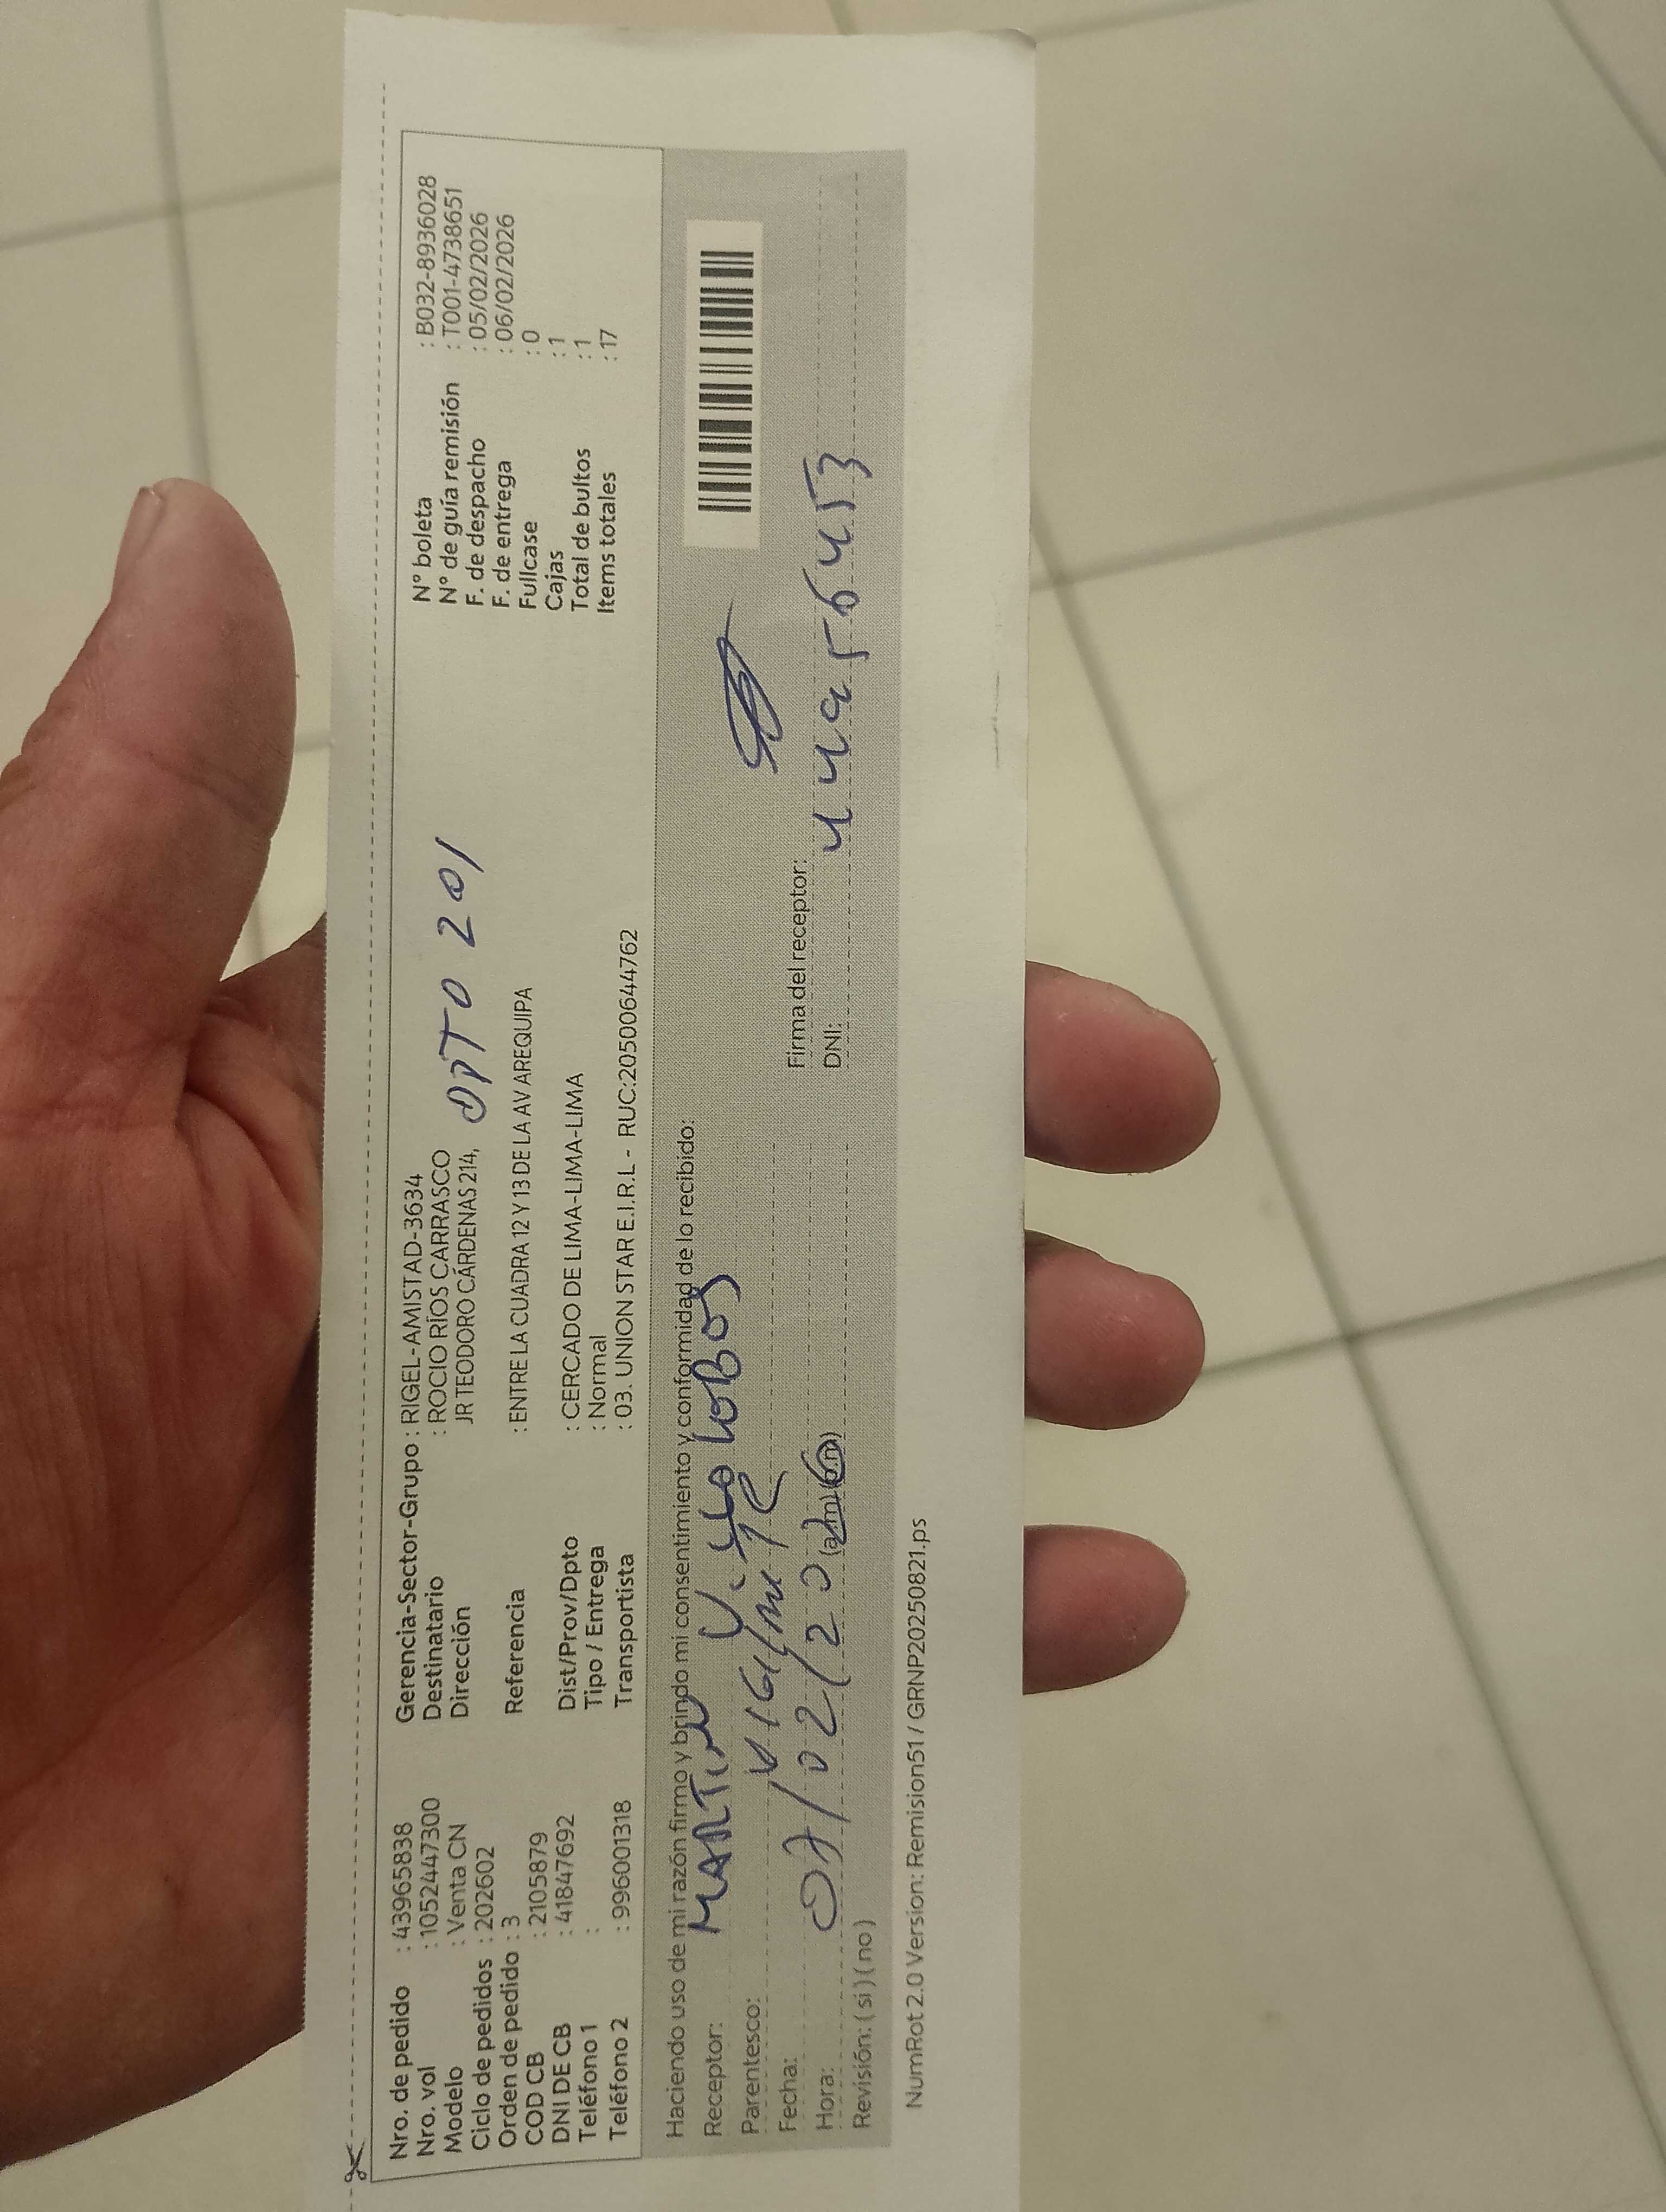 Nro. de pedido : 43965838
Nro. vol : 1052447300
Modelo : Venta CN
Ciclo de pedidos : 202602
Orden de pedido : 3
COD CB : 2105879
DNI DE CB : 41847692
Teléfono 1 :
Teléfono 2 : 996001318
Gerencia-Sector-Grupo : RIGEL-AMISTAD-3634
Destinatario : ROCIO RÍOS CARRASCO
Dirección JR TEODORO CÁRDENAS 214, DPTO 201
Referencia : ENTRE LA CUADRA 12 Y 13 DE LA AV AREQUIPA
Dist/Prov/Dpto : CERCADO DE LIMA-LIMA-LIMA
Tipo / Entrega : Normal
Transportista : 03. UNION STAR E.I.R.L - RUC:20500644762
N° boleta : B032-8936028
N° de guía remisión : T001-4738651
F. de despacho : 05/02/2026
F. de entrega : 06/02/2026
Fullcase : 0
Cajas : 1
Total de bultos : 1
Items totales : 17
Haciendo uso de mi razón firmo y brindo mi consentimiento y conformidad de lo recibido:
Receptor: MARTIN LOBOS
Parentesco:
Fecha:
Hora: (am) (pm)
Revisión: ( si ) ( no )
Firma del receptor:
DNI:
NumRot 2.0 Version: Remision51 / GRNP20250821.ps